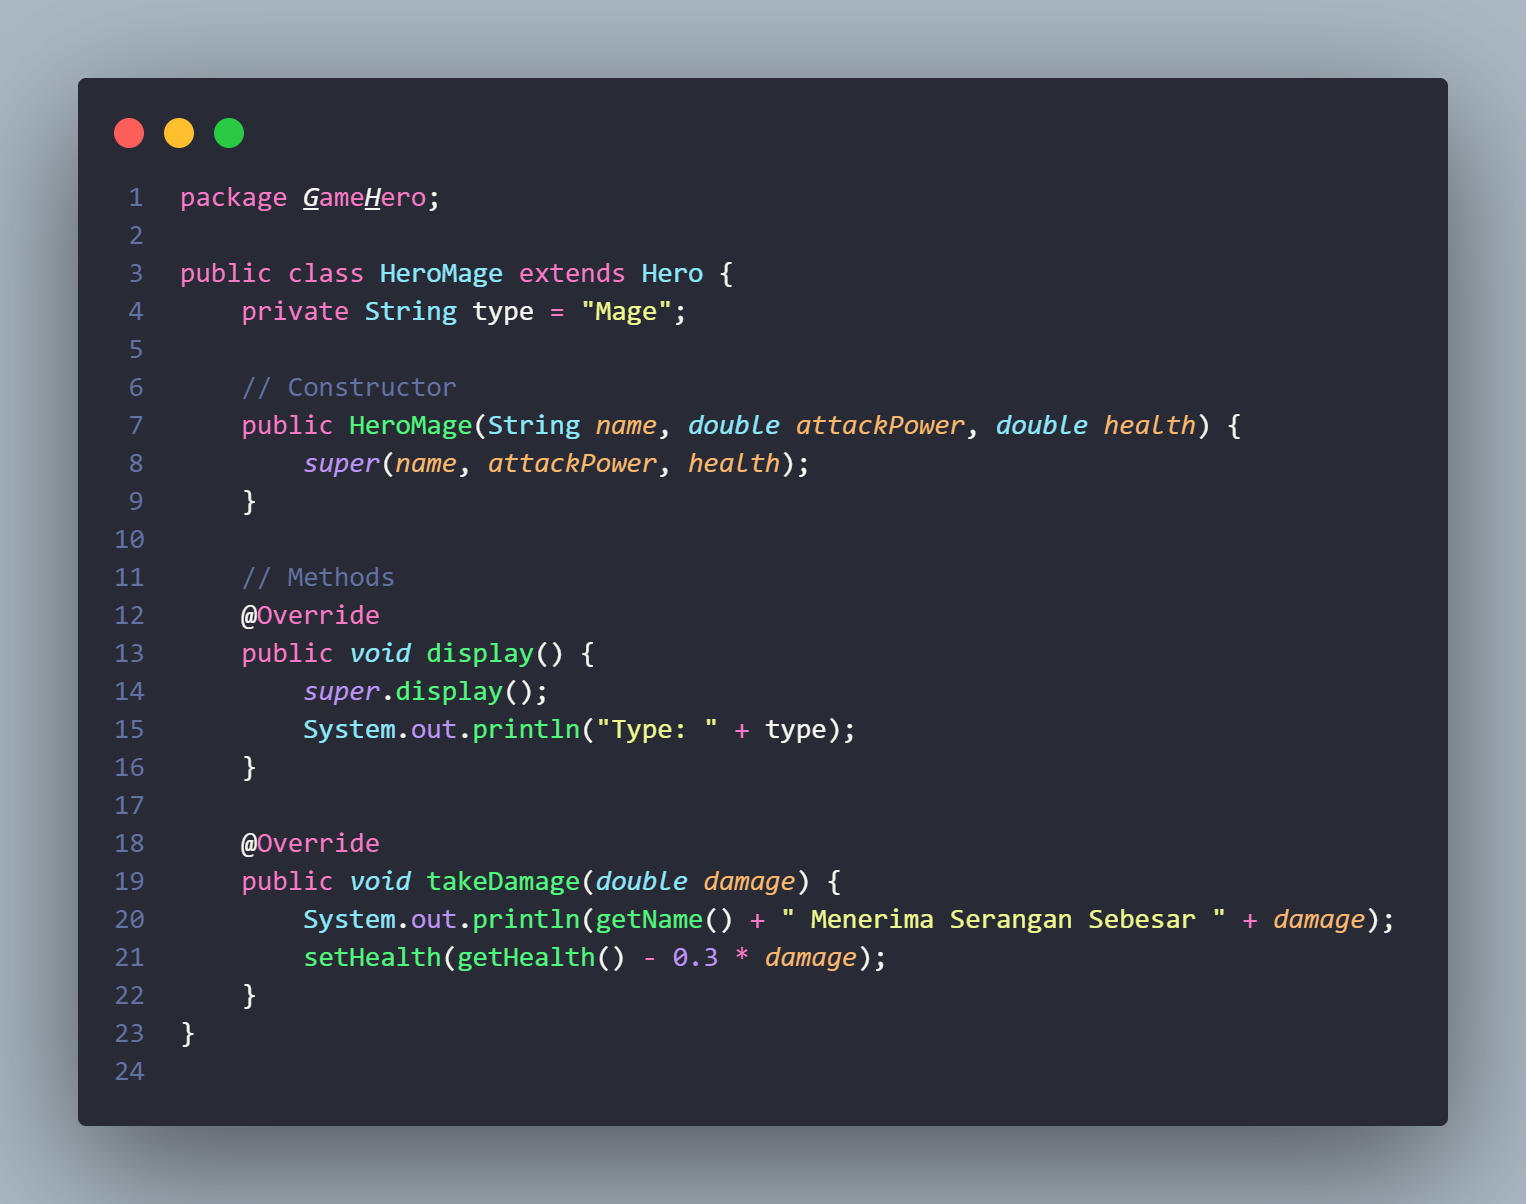 1 package GameHero;
2
3 public class HeroMage extends Hero {
4     private String type = "Mage";
5
6     // Constructor
7     public HeroMage(String name, double attackPower, double health) {
8         super(name, attackPower, health);
9     }
10
11     // Methods
12     @Override
13     public void display() {
14         super.display();
15         System.out.println("Type: " + type);
16     }
17
18     @Override
19     public void takeDamage(double damage) {
20         System.out.println(getName() + " Menerima Serangan Sebesar " + damage);
21         setHealth(getHealth() - 0.3 * damage);
22     }
23 }
24